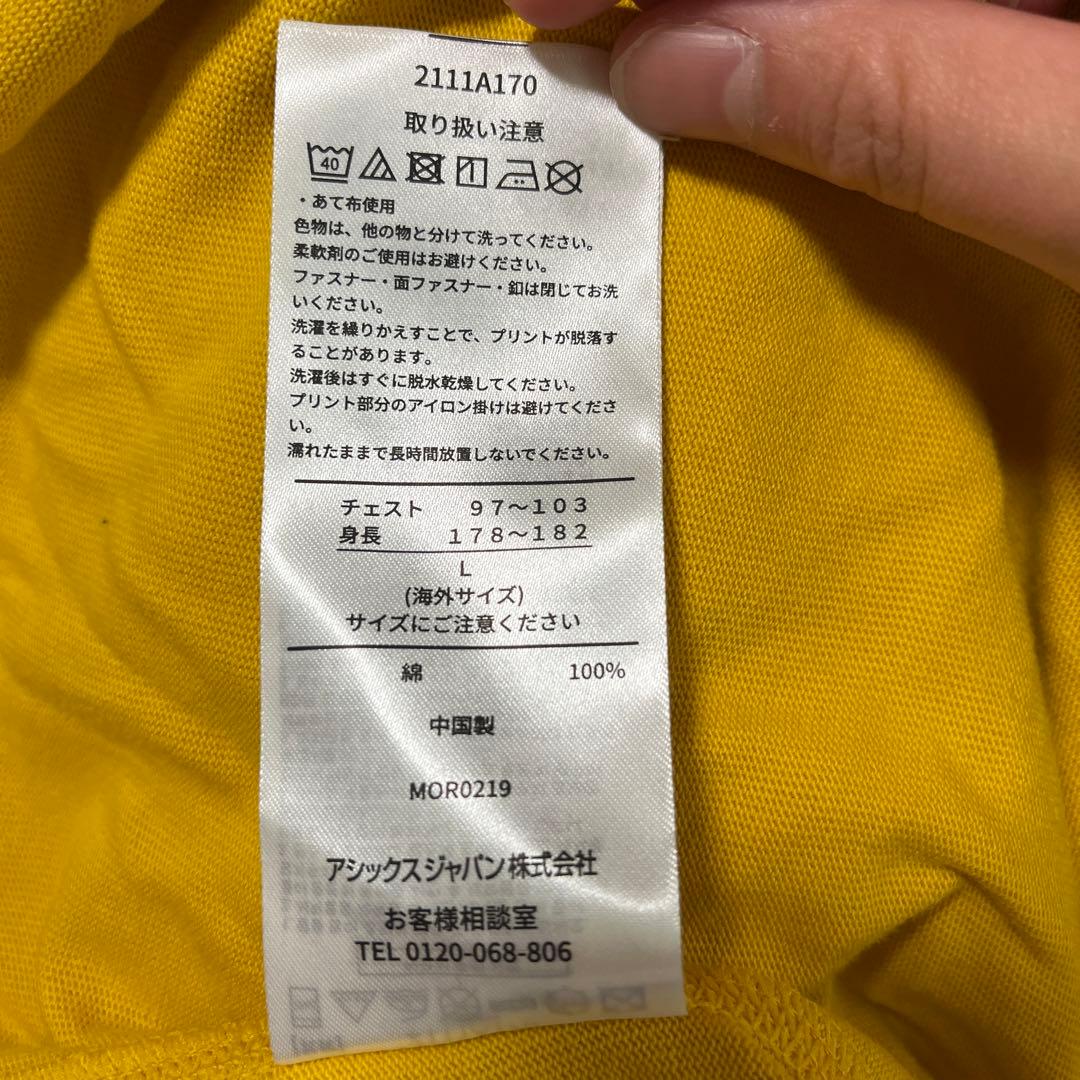 2111A170
取り扱い注意
40
・あて布使用
色物は、他の物と分けて洗ってください。
柔軟剤のご使用はお避けください。
ファスナー・面ファスナー・釦は閉じてお洗
いください。
洗濯を繰りかえすことで、プリントが脱落す
ることがあります。
洗濯後はすぐに脱水乾燥してください。
プリント部分のアイロン掛けは避けてくださ
い。
濡れたままで長時間放置しないでください。
チェスト 97〜103
身長 178〜182
L
(海外サイズ)
サイズにご注意ください
綿 100%
中国製
MOR0219
アシックスジャパン株式会社
お客様相談室
TEL 0120-068-806